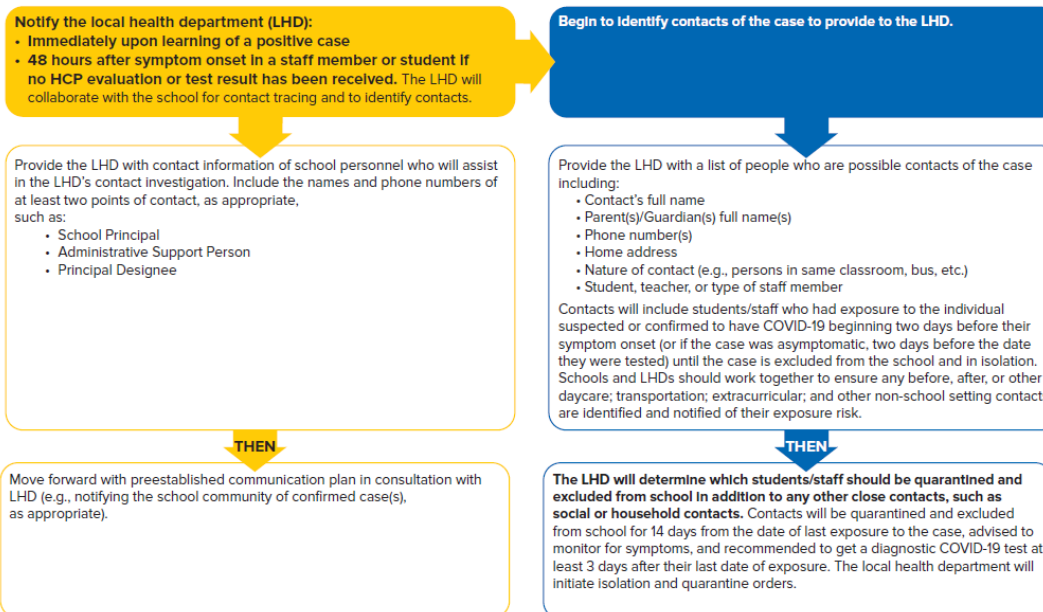 Notify the local health department (LHD):
• Immediately upon learning of a positive case
• 48 hours after symptom onset in a staff member or student if
no HCP evaluation or test result has been received. The LHD will
collaborate with the school for contact tracing and to identify contacts.
Begin to identify contacts of the case to provide to the LHD.
Provide the LHD with contact information of school personnel who will assist
in the LHD's contact investigation. Include the names and phone numbers of
at least two points of contact, as appropriate,
such as:
• School Principal
• Administrative Support Person
• Principal Designee
Provide the LHD with a list of people who are possible contacts of the case
including:
• Contact's full name
• Parent(s)/Guardian(s) full name(s)
• Phone number(s)
• Home address
• Nature of contact (e.g., persons in same classroom, bus, etc.)
• Student, teacher, or type of staff member
Contacts will include students/staff who had exposure to the individual
suspected or confirmed to have COVID-19 beginning two days before their
symptom onset (or if the case was asymptomatic, two days before the date
they were tested) until the case is excluded from the school and in isolation.
Schools and LHDs should work together to ensure any before, after, or other
daycare; transportation; extracurricular; and other non-school setting contact
are identified and notified of their exposure risk.
THEN
Move forward with preestablished communication plan in consultation with
LHD (e.g., notifying the school community of confirmed case(s),
as appropriate).
THEN
The LHD will determine which students/staff should be quarantined and
excluded from school in addition to any other close contacts, such as
social or household contacts. Contacts will be quarantined and excluded
from school for 14 days from the date of last exposure to the case, advised to
monitor for symptoms, and recommended to get a diagnostic COVID-19 test at
least 3 days after their last date of exposure. The local health department will
initiate isolation and quarantine orders.